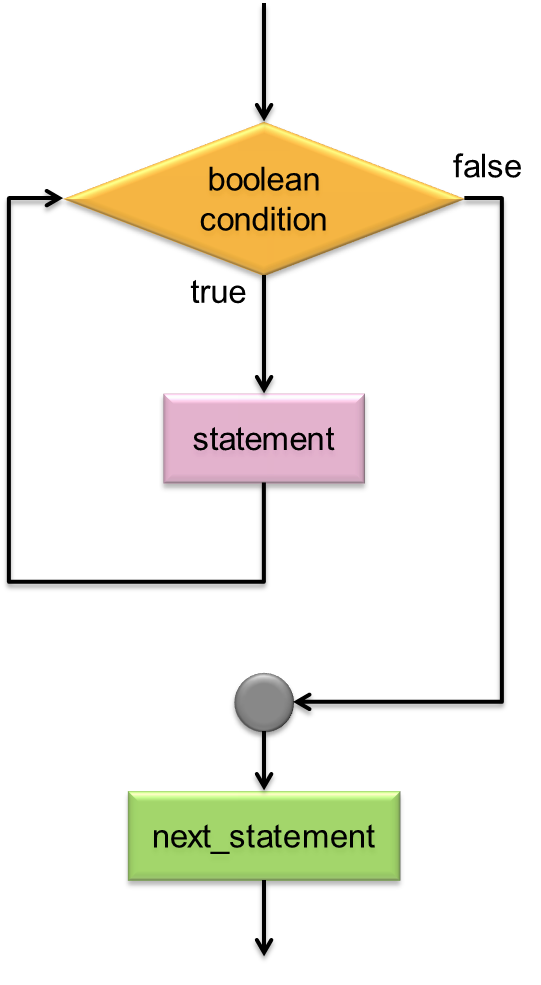 boolean
condition
false
true
statement
next_statement